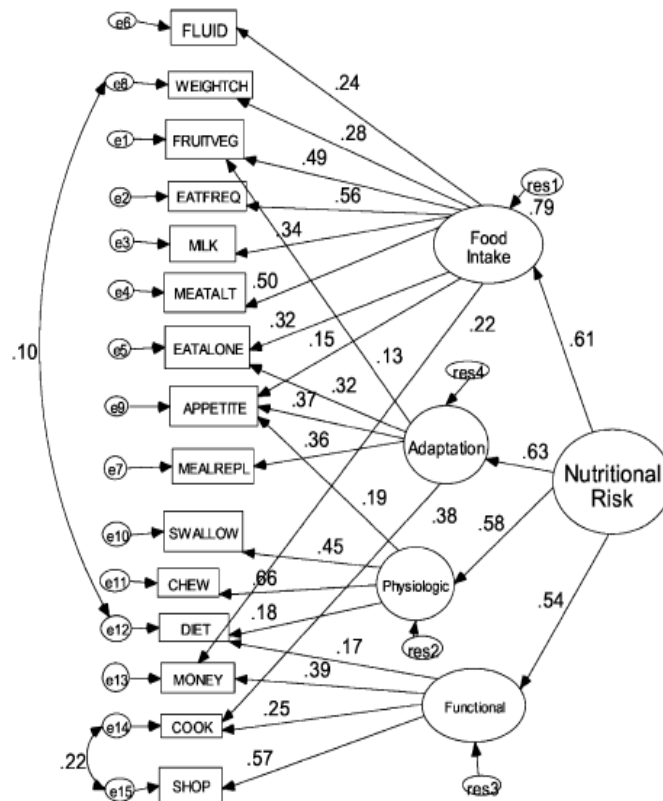 e6
FLUID
e8
WEIGHTCH
.24
e1
FRUITVEG
.28
.49
res1
.79
e2
EATFREQ
.56
e3
MILK
.34
Food
Intake
e4
MEATALT
.50
.22
.61
e5
EATALONE
.32
.15
.13
.10
.32
res4
e9
APPETITE
.37
Adaptation
.63
e7
MEALREPL
.36
Nutritional
Risk
.19
.38
.58
e10
SWALLOW
.45
e11
CHEW
.66
Physiologic
.54
e12
DIET
.18
.17
res2
e13
MONEY
.39
e14
COOK
.25
Functional
.22
.57
e15
SHOP
res3